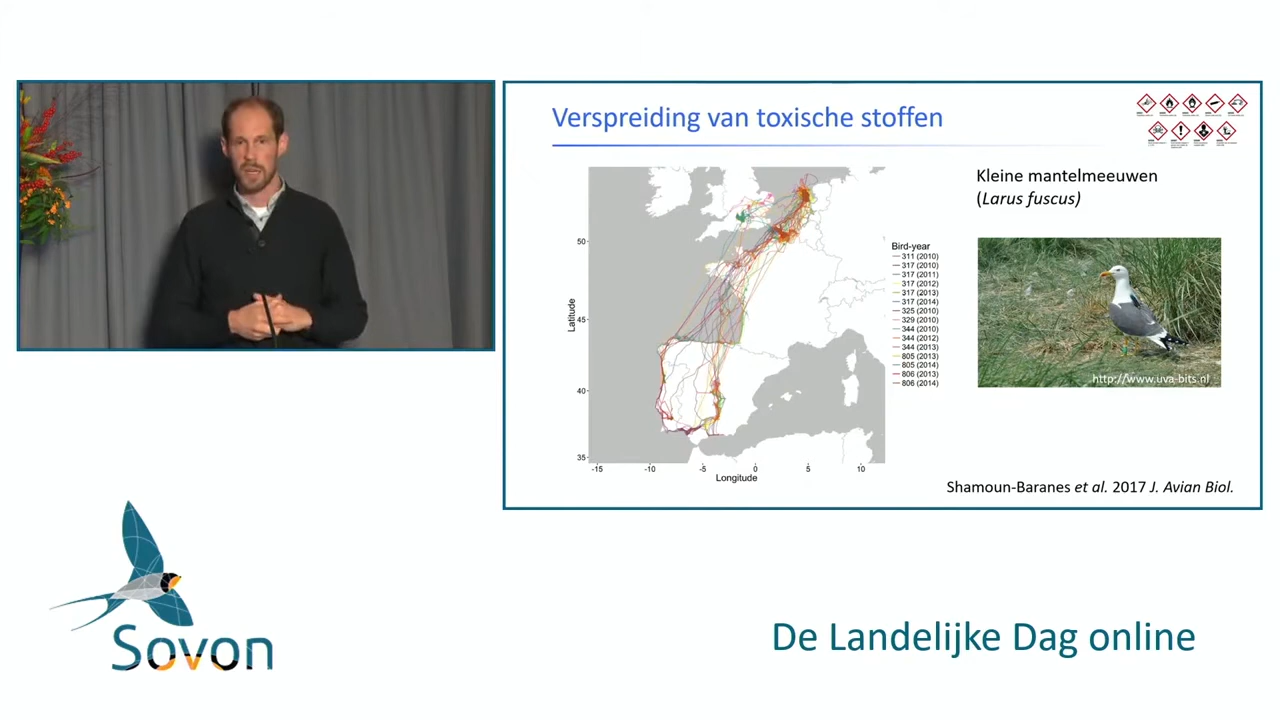 Verspreiding van toxische stoffen
Kleine mantelmeeuwen
(Larus fuscus)
50
45
40
35
Latitude
-15
-10
-5
0
5
10
Longitude
Bird-year
311 (2010)
317 (2010)
317 (2011)
317 (2012)
317 (2013)
317 (2014)
325 (2010)
329 (2010)
344 (2010)
344 (2012)
344 (2013)
805 (2013)
805 (2014)
806 (2013)
806 (2014)
http://www.uva-bits.nl
Shamoun-Baranes et al. 2017 J. Avian Biol.
Sovon
De Landelijke Dag online